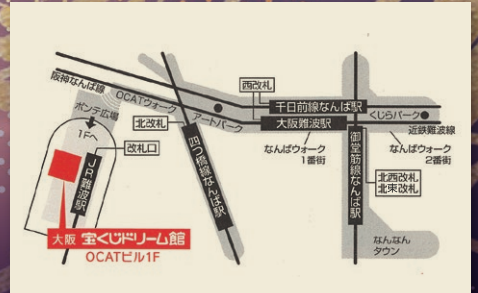 阪神なんば線
OCATウォーク
ポンテ広場
1Fへ
改札口
JR難波駅
北改札
四つ橋線なんば駅
アートパーク
西改札
千日前線なんば駅
大阪難波駅
くじらパーク
近鉄難波線
なんばウォーク
1番街
御堂筋線なんば駅
なんばウォーク
2番街
北西改札
北東改札
なんなん
タウン
大阪 宝くじドリーム館
OCATビル1F